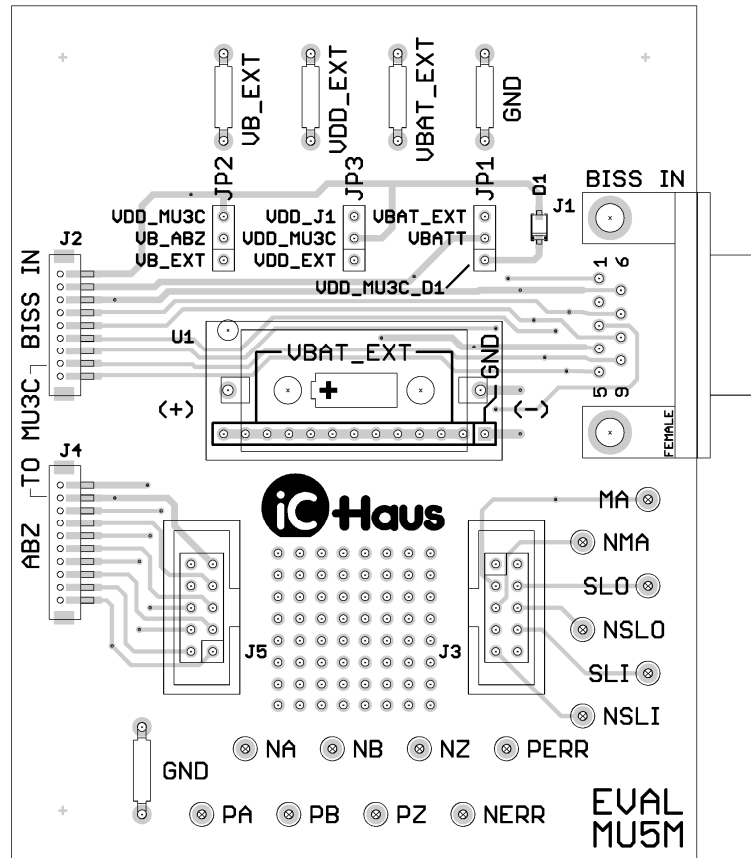 VB_EXT
VDD_EXT
VBAT_EXT
GND
JP2
JP3
JP1
D1
J1
BISS IN
VDD_MU3C
VB_ABZ
VB_EXT
VDD_J1
VDD_MU3C
VDD_EXT
VBAT_EXT
VBATT
VDD_MU3C_D1
J2
BISS IN
1
6
5
9
FEMALE
U1
VBAT_EXT
GND
+
(+)
(-)
TO MU3C
J4
ABZ
iC Haus
MA
NMA
SLO
NSLO
SLI
NSLI
J5
J3
NA
NB
NZ
PERR
GND
PA
PB
PZ
NERR
EVAL
MU5M